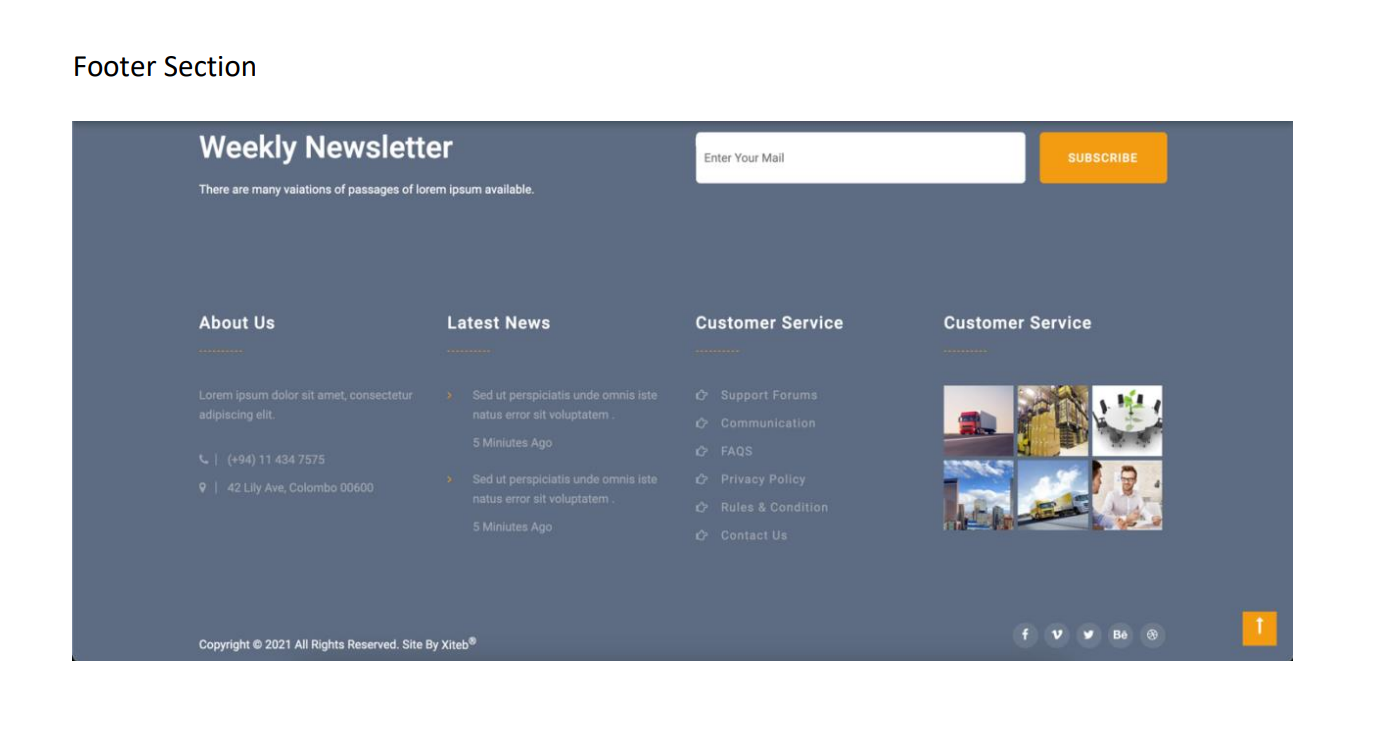 Footer Section
Weekly Newsletter
There are many vaiations of passages of lorem ipsum available.
Enter Your Mail
SUBSCRIBE
About Us
Lorem ipsum dolor sit amet, consectetur
adipiscing elit.
(+94) 11 434 7575
42 Lily Ave, Colombo 00600
Latest News
Sed ut perspiciatis unde omnis iste
natus error sit voluptatem .
5 Miniutes Ago
Sed ut perspiciatis unde omnis iste
natus error sit voluptatem .
5 Miniutes Ago
Customer Service
Support Forums
Communication
FAQS
Privacy Policy
Rules & Condition
Contact Us
Customer Service
Copyright © 2021 All Rights Reserved. Site By Xiteb®